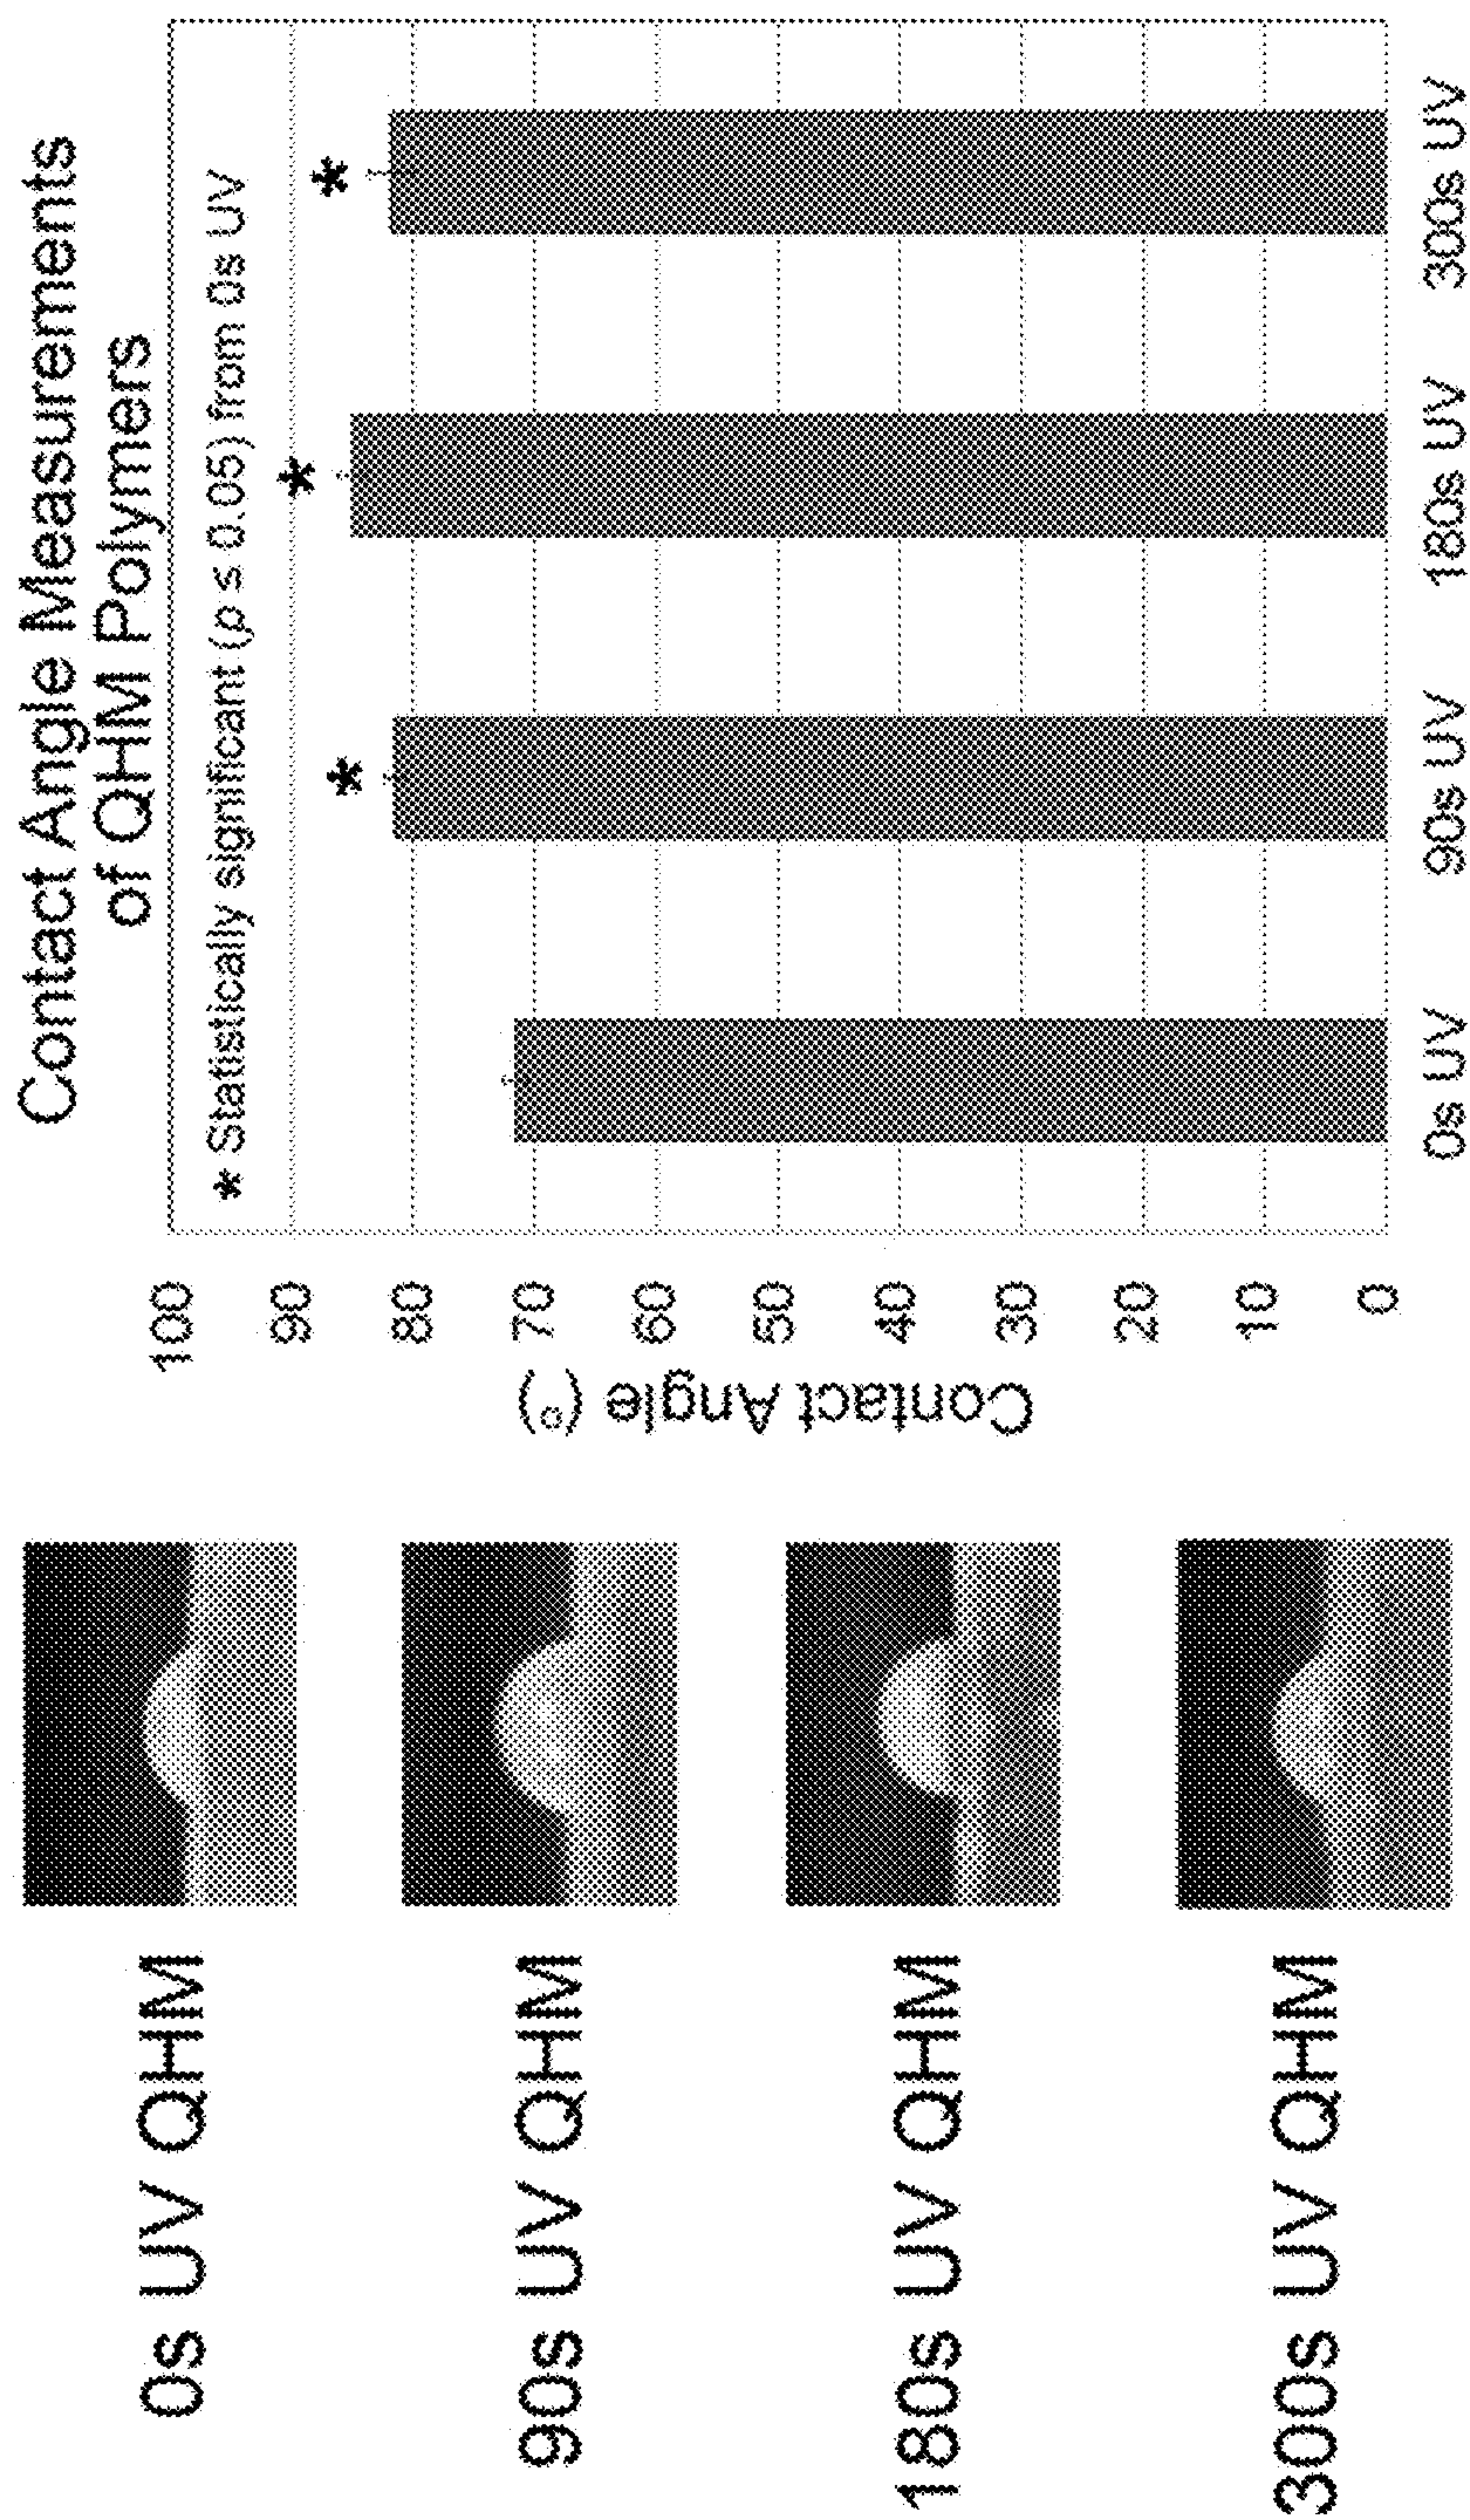 0s UV QHM
90s UV QHM
180s UV QHM
300s UV QHM
Contact Angle Measurements
of QHM Polymers
* Statistically significant (p ≤ 0.05) from 0s UV
Contact Angle (°)
100
90
80
70
60
50
40
30
20
10
0
*
*
*
0s UV
90s UV
180s UV
300s UV